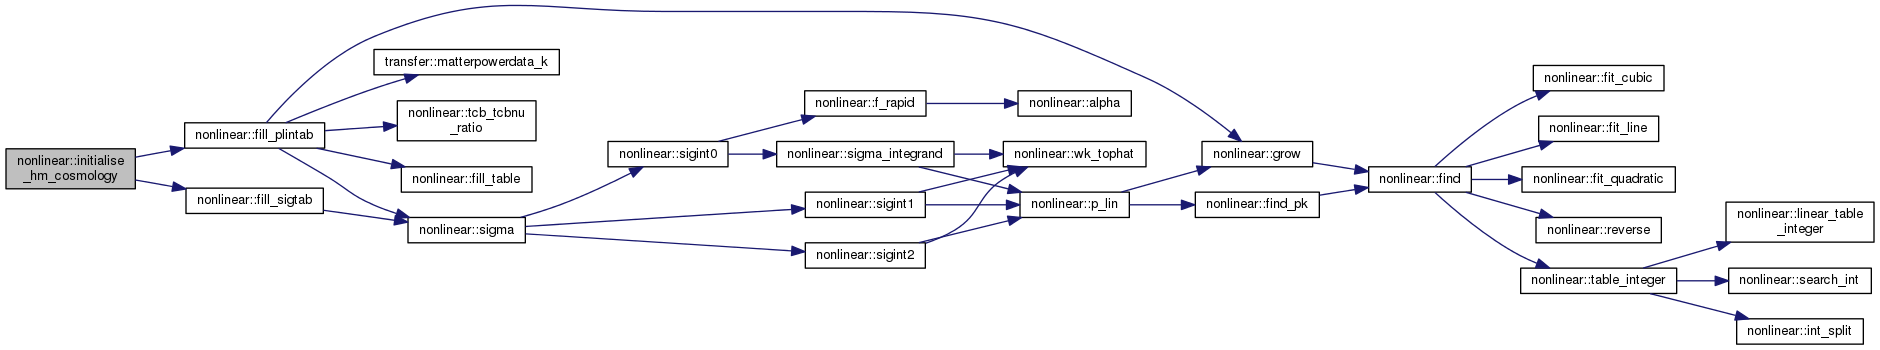 nonlinear::initialise
_hm_cosmology
nonlinear::fill_plintab
nonlinear::fill_sigtab
transfer::matterpowerdata_k
nonlinear::tcb_tcbnu
_ratio
nonlinear::fill_table
nonlinear::sigma
nonlinear::sigint0
nonlinear::f_rapid
nonlinear::sigma_integrand
nonlinear::sigint1
nonlinear::sigint2
nonlinear::alpha
nonlinear::wk_tophat
nonlinear::p_lin
nonlinear::grow
nonlinear::find_pk
nonlinear::find
nonlinear::fit_cubic
nonlinear::fit_line
nonlinear::fit_quadratic
nonlinear::reverse
nonlinear::table_integer
nonlinear::linear_table
_integer
nonlinear::search_int
nonlinear::int_split